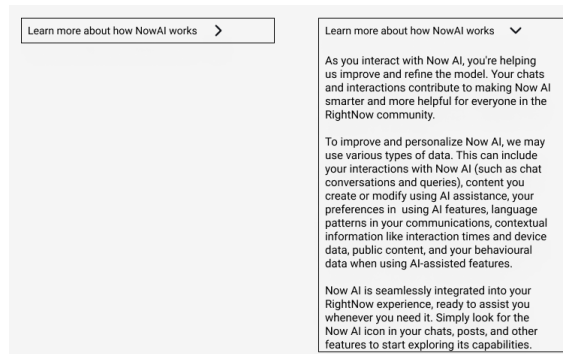 Learn more about how NowAI works
Learn more about how NowAI works
As you interact with Now AI, you're helping
us improve and refine the model. Your chats
and interactions contribute to making Now AI
smarter and more helpful for everyone in the
RightNow community.
To improve and personalize Now AI, we may
use various types of data. This can include
your interactions with Now AI (such as chat
conversations and queries), content you
create or modify using AI assistance, your
preferences in  using AI features, language
patterns in your communications, contextual
information like interaction times and device
data, public content, and your behavioural
data when using AI-assisted features.
Now AI is seamlessly integrated into your
RightNow experience, ready to assist you
whenever you need it. Simply look for the
Now AI icon in your chats, posts, and other
features to start exploring its capabilities.